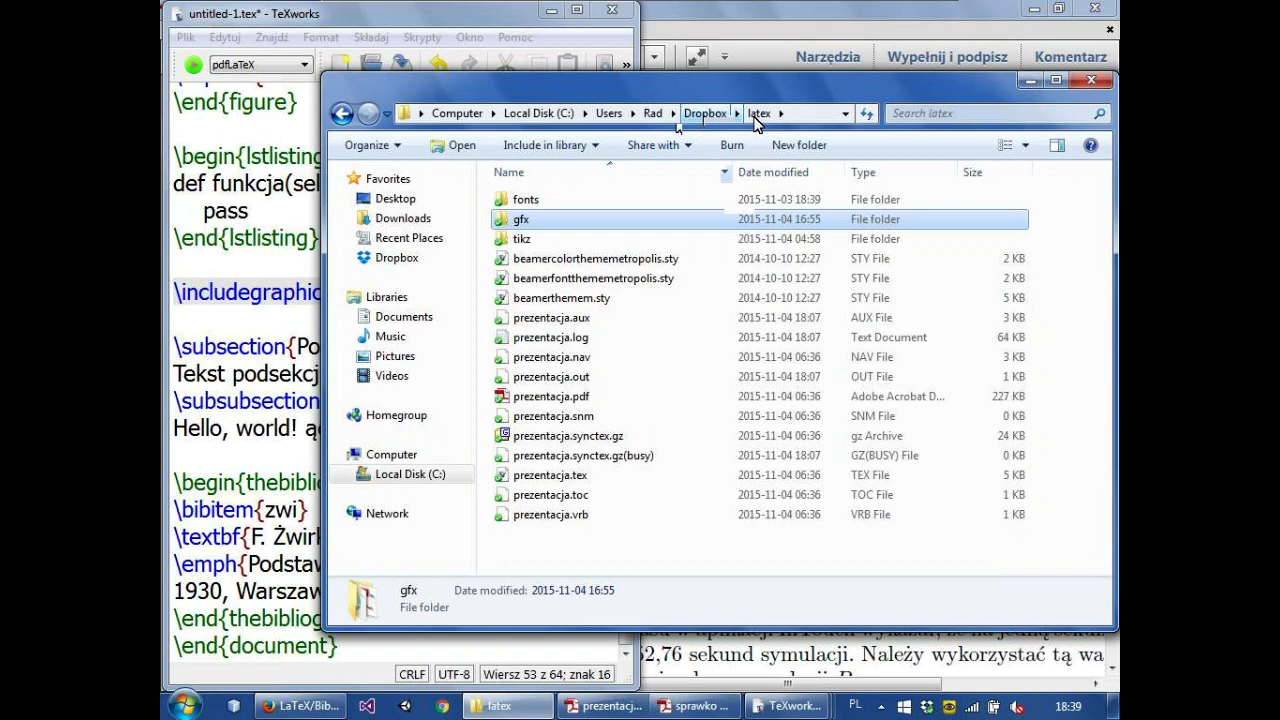 untitled-1.tex* - TeXworks
Plik Edytuj Znajdź Format Składaj Skrypty Okno Pomoc
pdfLaTeX
»
Narzędzia Wypełnij i podpisz Komentarz
\end{figure}
\begin{lstlisting
def funkcja(sel
pass
\end{lstlisting}
\includegraphic
\subsection{Po
Tekst podsekcj
\subsubsection
Hello, world! ąę
\begin{thebiblio
\bibitem{zwi}
\textbf{F. Żwirk
\emph{Podstaw
1930, Warszaw
\end{thebibliog
\end{document}
CRLF UTF-8 Wiersz 53 z 64; znak 16
Computer Local Disk (C:) Users Rad Dropbox latex
Search latex
Organize Open Include in library Share with Burn New folder
Name Date modified Type Size
Favorites
Desktop
Downloads
Recent Places
Dropbox
Libraries
Documents
Music
Pictures
Videos
Homegroup
Computer
Local Disk (C:)
Network
fonts 2015-11-03 18:39 File folder
gfx 2015-11-04 16:55 File folder
tikz 2015-11-04 04:58 File folder
beamercolorthememetropolis.sty 2014-10-10 12:27 STY File 2 KB
beamerfontthememetropolis.sty 2014-10-10 12:27 STY File 2 KB
beamerthemem.sty 2014-10-10 12:27 STY File 5 KB
prezentacja.aux 2015-11-04 18:07 AUX File 3 KB
prezentacja.log 2015-11-04 18:07 Text Document 64 KB
prezentacja.nav 2015-11-04 06:36 NAV File 3 KB
prezentacja.out 2015-11-04 18:07 OUT File 1 KB
prezentacja.pdf 2015-11-04 06:36 Adobe Acrobat D... 227 KB
prezentacja.snm 2015-11-04 06:36 SNM File 0 KB
prezentacja.synctex.gz 2015-11-04 06:36 gz Archive 24 KB
prezentacja.synctex.gz(busy) 2015-11-04 18:07 GZ(BUSY) File 0 KB
prezentacja.tex 2015-11-04 06:36 TEX File 5 KB
prezentacja.toc 2015-11-04 06:36 TOC File 1 KB
prezentacja.vrb 2015-11-04 06:36 VRB File 1 KB
gfx Date modified: 2015-11-04 16:55
File folder
52,76 sekund symulacji. Należy wykorzystać tą wa
LaTeX/Bib... latex prezentacj... sprawko ... TeXwork... PL 18:39